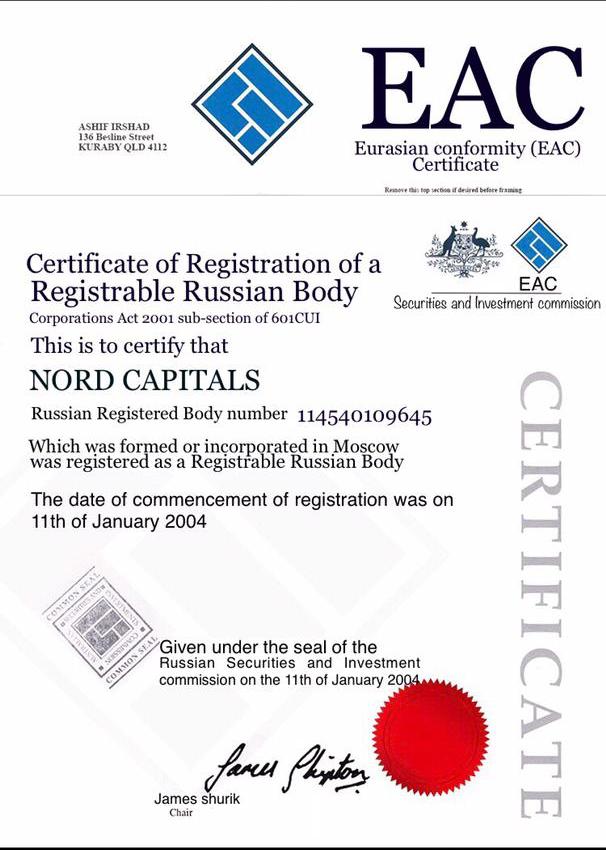 ASHIF IRSHAD
136 Besline Street
KURABY QLD 4112
EAC
Eurasian conformity (EAC)
Certificate
Remove this top section if desired before framing
EAC
Securities and Investment commission
Certificate of Registration of a
Registrable Russian Body
Corporations Act 2001 sub-section of 601CUI
This is to certify that
NORD CAPITALS
Russian Registered Body number 114540109645
Which was formed or incorporated in Moscow
was registered as a Registrable Russian Body
The date of commencement of registration was on
11th of January 2004
CERTIFICATE
COMMON SEAL
COMMON SEAL
Given under the seal of the
Russian Securities and Investment
commission on the 11th of January 2004
James Shipton
James shurik
Chair